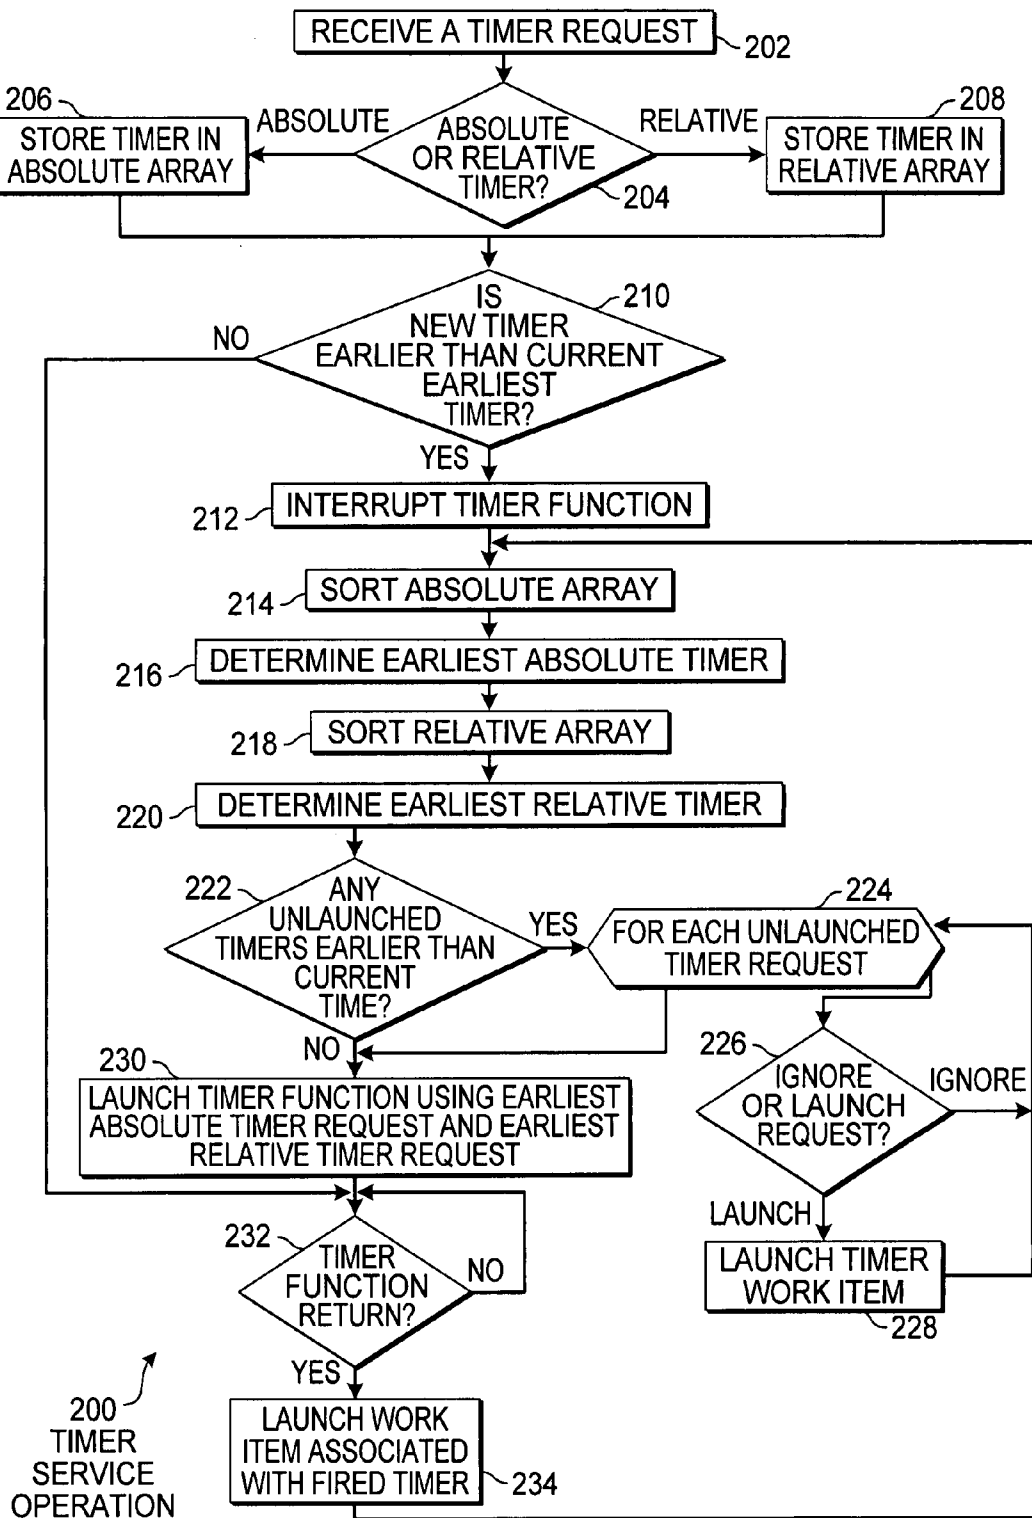 RECEIVE A TIMER REQUEST
202
206
ABSOLUTE
ABSOLUTE
OR RELATIVE
TIMER?
204
RELATIVE
208
STORE TIMER IN
ABSOLUTE ARRAY
STORE TIMER IN
RELATIVE ARRAY
IS
NEW TIMER
EARLIER THAN CURRENT
EARLIEST
TIMER?
210
NO
YES
INTERRUPT TIMER FUNCTION
212
SORT ABSOLUTE ARRAY
214
DETERMINE EARLIEST ABSOLUTE TIMER
216
SORT RELATIVE ARRAY
218
DETERMINE EARLIEST RELATIVE TIMER
220
222
ANY
UNLAUNCHED
TIMERS EARLIER THAN
CURRENT
TIME?
YES
NO
224
FOR EACH UNLAUNCHED
TIMER REQUEST
226
IGNORE
OR LAUNCH
REQUEST?
IGNORE
LAUNCH
LAUNCH TIMER
WORK ITEM
228
230
LAUNCH TIMER FUNCTION USING EARLIEST
ABSOLUTE TIMER REQUEST AND EARLIEST
RELATIVE TIMER REQUEST
232
TIMER
FUNCTION
RETURN?
NO
YES
LAUNCH WORK
ITEM ASSOCIATED
WITH FIRED TIMER
234
200
TIMER
SERVICE
OPERATION